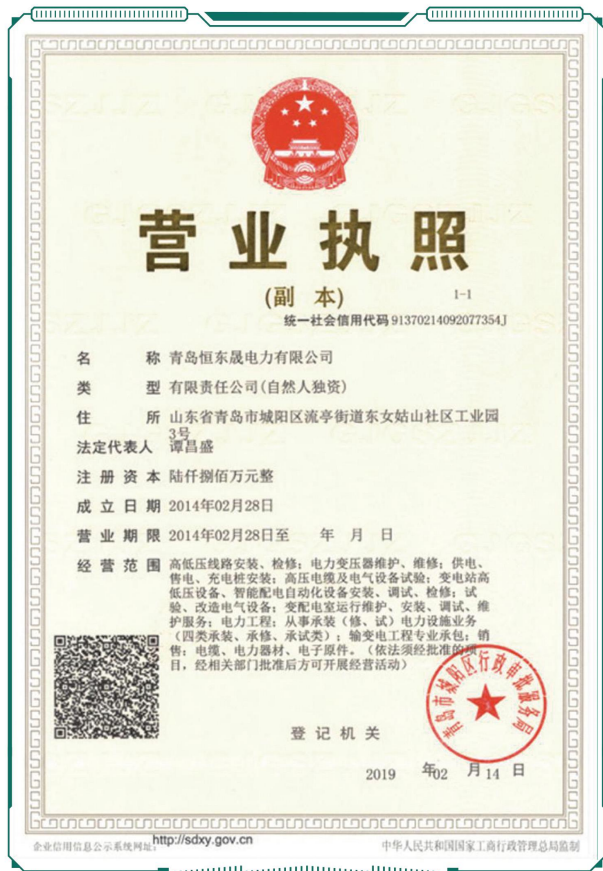 营业执照
(副 本)
1-1
统一社会信用代码 91370214092077354J
名 称 青岛恒东晟电力有限公司
类 型 有限责任公司(自然人独资)
住 所 山东省青岛市城阳区流亭街道东女姑山社区工业园
3号
法定代表人 谭昌盛
注册资本 陆仟捌佰万元整
成立日期 2014年02月28日
营业期限 2014年02月28日至 年 月 日
经营范围 高低压线路安装、检修；电力变压器维护、维修；供电、
售电、充电桩安装；高压电缆及电气设备试验；变电站高
低压设备、智能配电自动化设备安装、调试、检修；试
验、改造电气设备；变配电室运行维护、安装、调试、维
护服务；电力工程；从事承装（修、试）电力设施业务
（四类承装、承修、承试类）；输变电工程专业承包；销
售：电缆、电力器材、电子原件。（依法须经批准的项
目，经相关部门批准后方可开展经营活动）
青岛市城阳区行政审批服务局
登记机关
2019 年02 月14 日
企业信用信息公示系统网址：http://sdxy.gov.cn
中华人民共和国国家工商行政管理总局监制